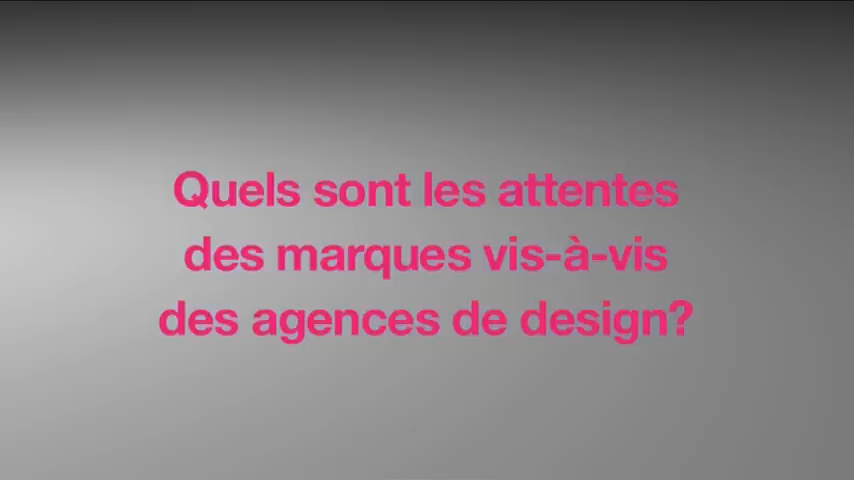 Quels sont les attentes
des marques vis-à-vis
des agences de design?